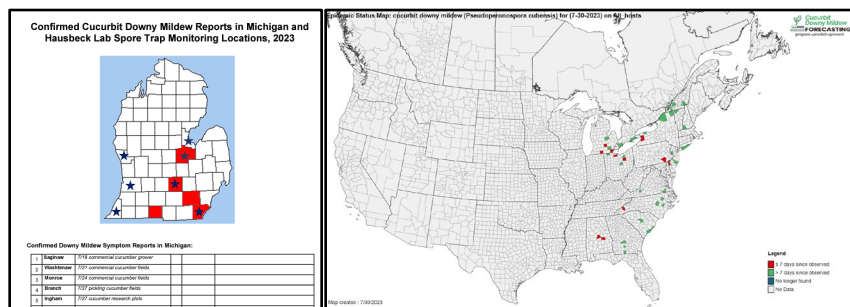 Confirmed Cucurbit Downy Mildew Reports in Michigan and
Hausbeck Lab Spore Trap Monitoring Locations, 2023
Confirmed Downy Mildew Symptom Reports in Michigan:
1 Saginaw 7/19 commercial cucumber grower
2 Washtenaw 7/21 commercial cucumber fields
3 Monroe 7/24 commercial cucumber fields
4 Branch 7/27 pickling cucumber fields
5 Ingham 7/27 cucumber research plots
Epidemic Status Map: cucurbit downy mildew (Pseudoperonospora cubensis) for (7-30-2023) on All_hosts
Cucurbit
Downy Mildew
FORECASTING
Legend
≤ 7 days since observed
> 7 days since observed
No longer found
No Data
Map created : 7/30/2023